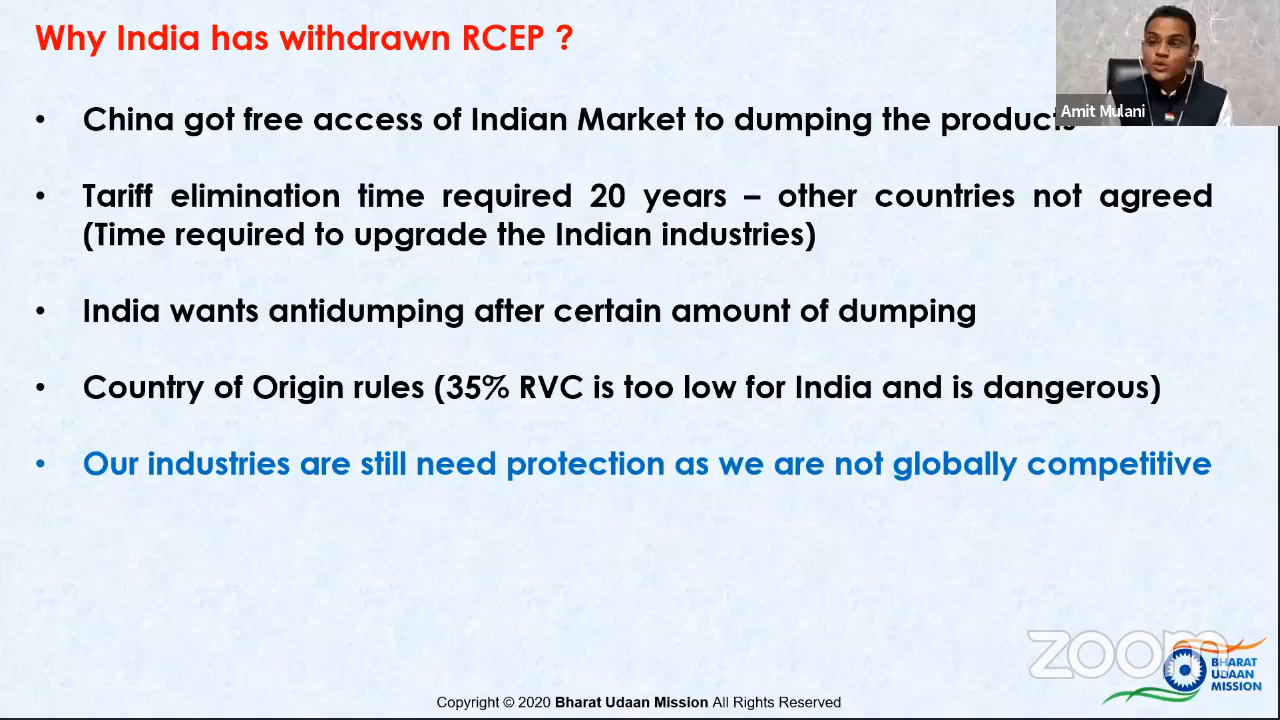 Why India has withdrawn RCEP ?
Amit Mulani
• China got free access of Indian Market to dumping the products
• Tariff elimination time required 20 years – other countries not agreed
(Time required to upgrade the Indian industries)
• India wants antidumping after certain amount of dumping
• Country of Origin rules (35% RVC is too low for India and is dangerous)
• Our industries are still need protection as we are not globally competitive
zoom
BHARAT
UDAAN
MISSION
Copyright © 2020 Bharat Udaan Mission All Rights Reserved